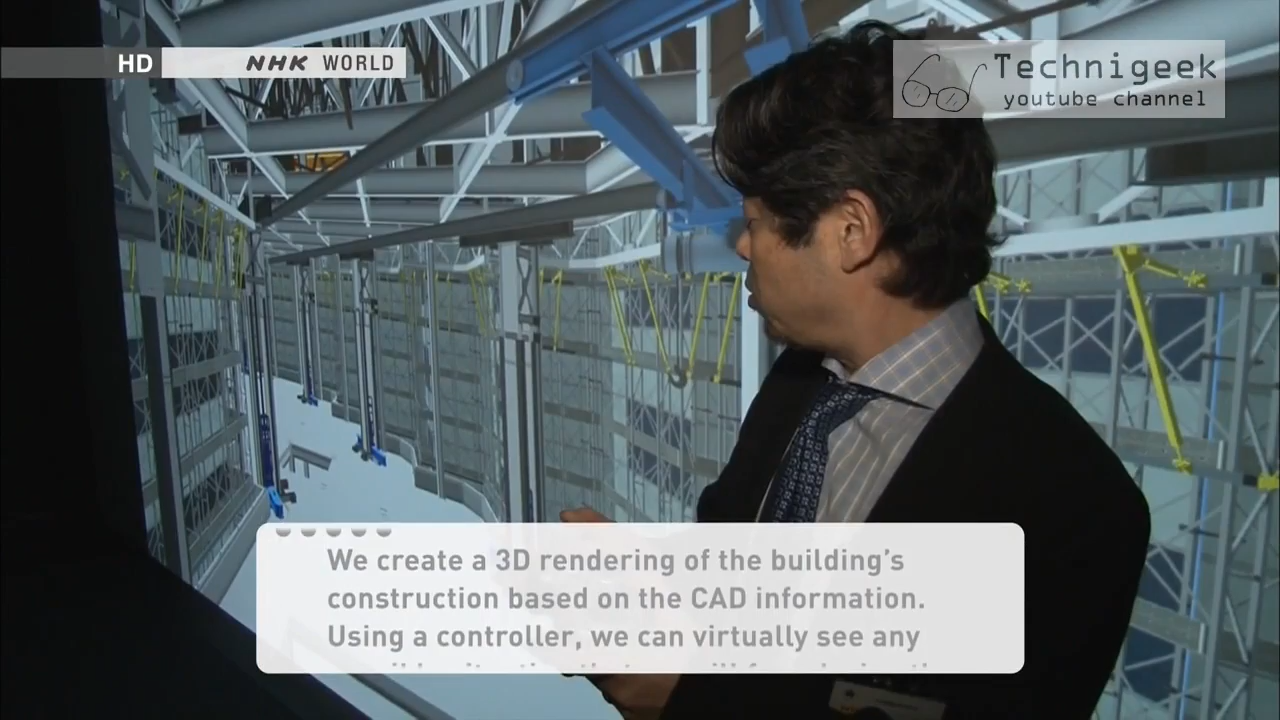 HD NHK WORLD
Technigeek
youtube channel
We create a 3D rendering of the building's
construction based on the CAD information.
Using a controller, we can virtually see any